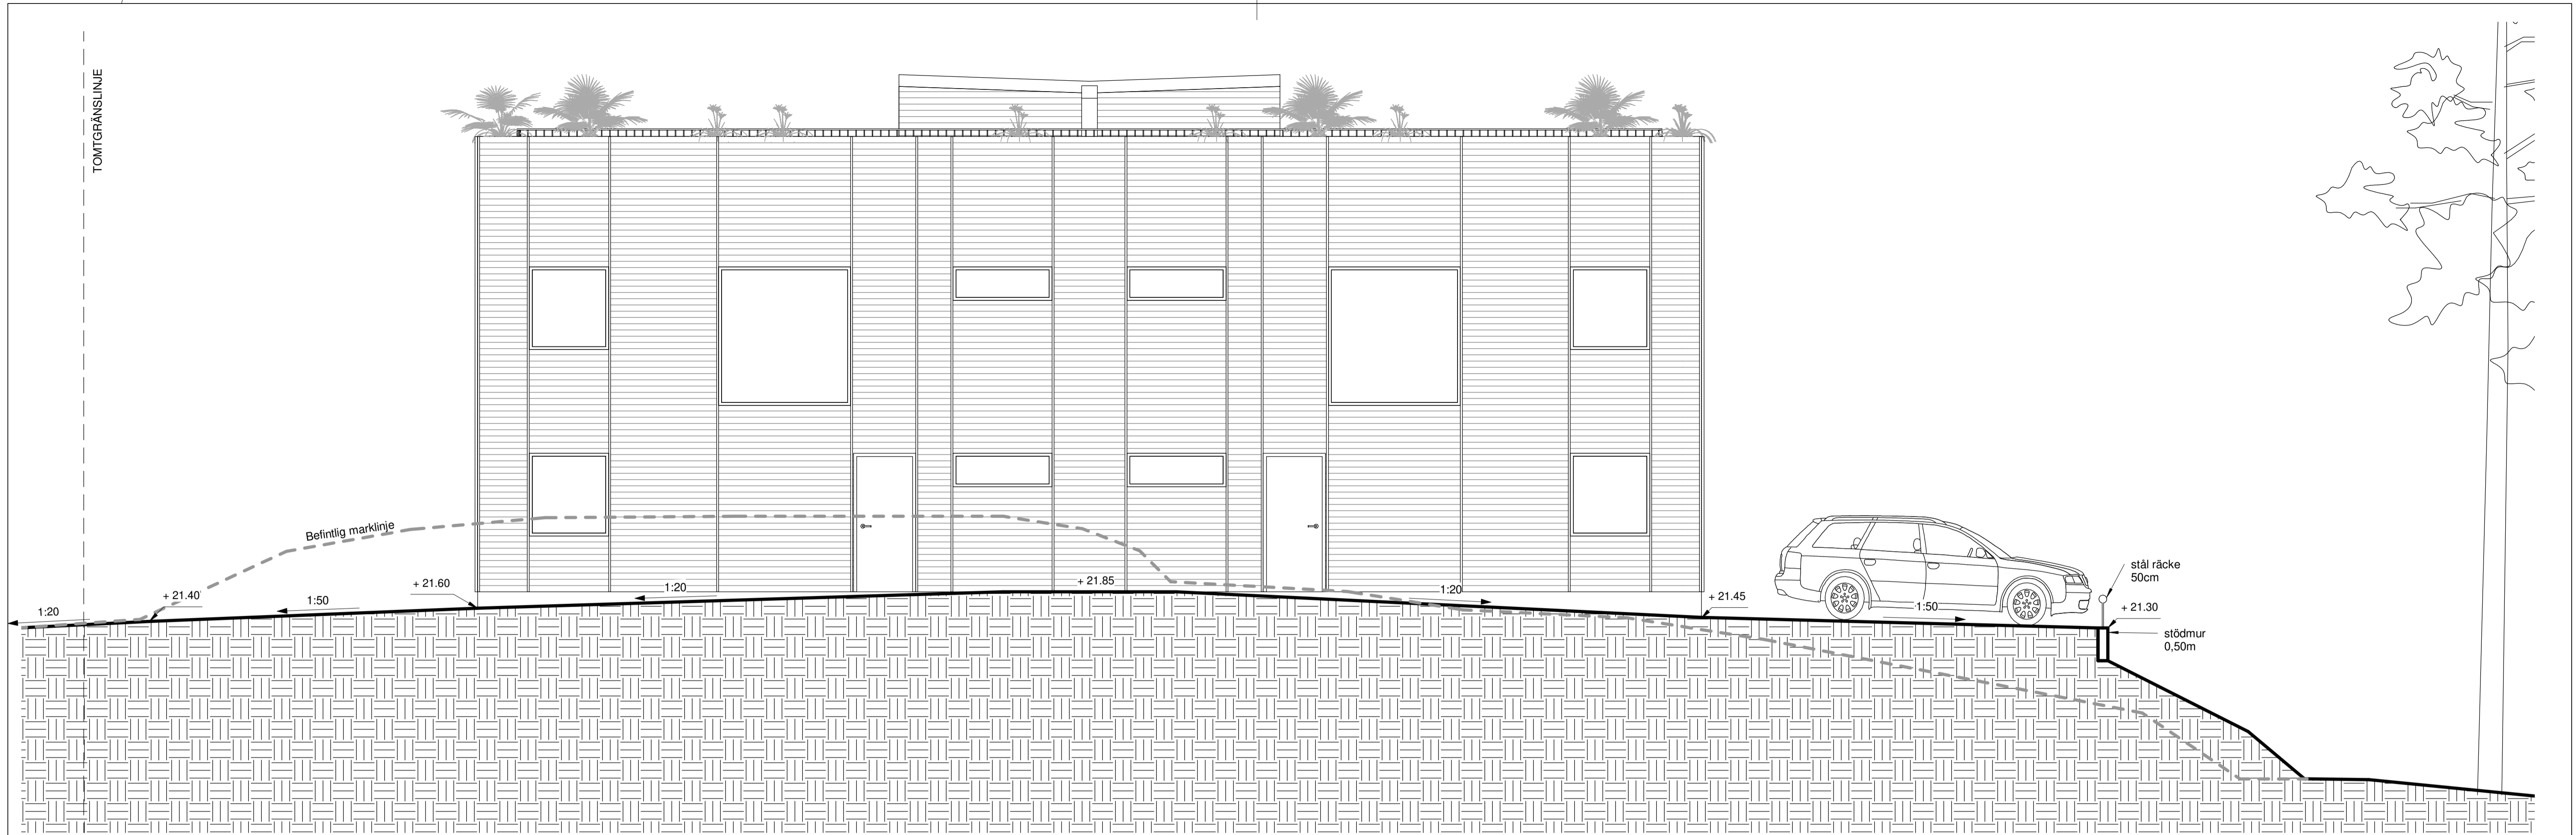 TOMTGRÄNSLINJE
Befintlig marklinje
1:20
+ 21.40
1:50
+ 21.60
1:20
+ 21.85
1:20
+ 21.45
1:50
stål räcke
50cm
+ 21.30
stödmur
0,50m